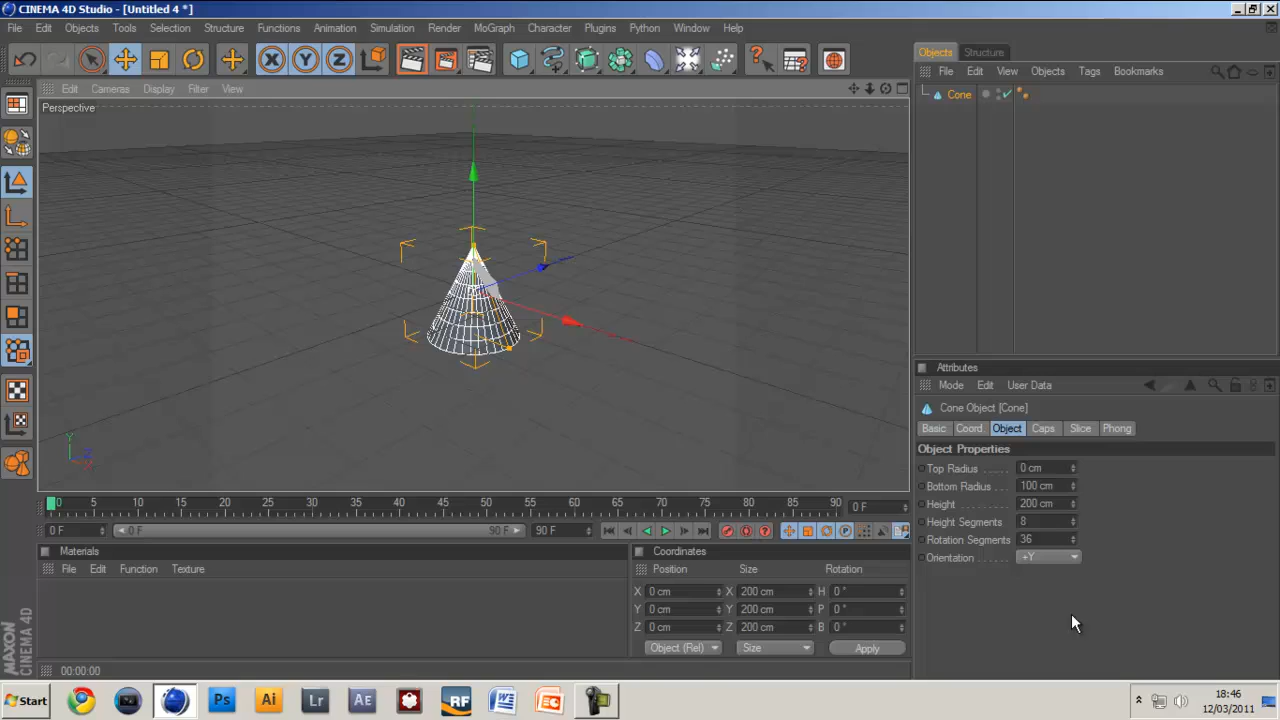 CINEMA 4D Studio - [Untitled 4 *]
File Edit Objects Tools Selection Structure Functions Animation Simulation Render MoGraph Character Plugins Python Window Help
X Y Z
Objects Structure
File Edit View Objects Tags Bookmarks
Cone
Edit Cameras Display Filter View
Perspective
Y
Z
X
Attributes
Mode Edit User Data
Cone Object [Cone]
Basic Coord Object Caps Slice Phong
Object Properties
Top Radius ...... 0 cm
Bottom Radius .. 100 cm
Height ......... 200 cm
Height Segments 8
Rotation Segments 36
Orientation ...... +Y
0 5 10 15 20 25 30 35 40 45 50 55 60 65 70 75 80 85 90 0 F
0 F 0 F 90 F 90 F
Materials
File Edit Function Texture
Coordinates
Position Size Rotation
X 0 cm X 200 cm H 0 °
Y 0 cm Y 200 cm P 0 °
Z 0 cm Z 200 cm B 0 °
Object (Rel) Size Apply
MAXON
CINEMA 4D
00:00:00
Start Ps Ai Lr AE RF
18:46
12/03/2011